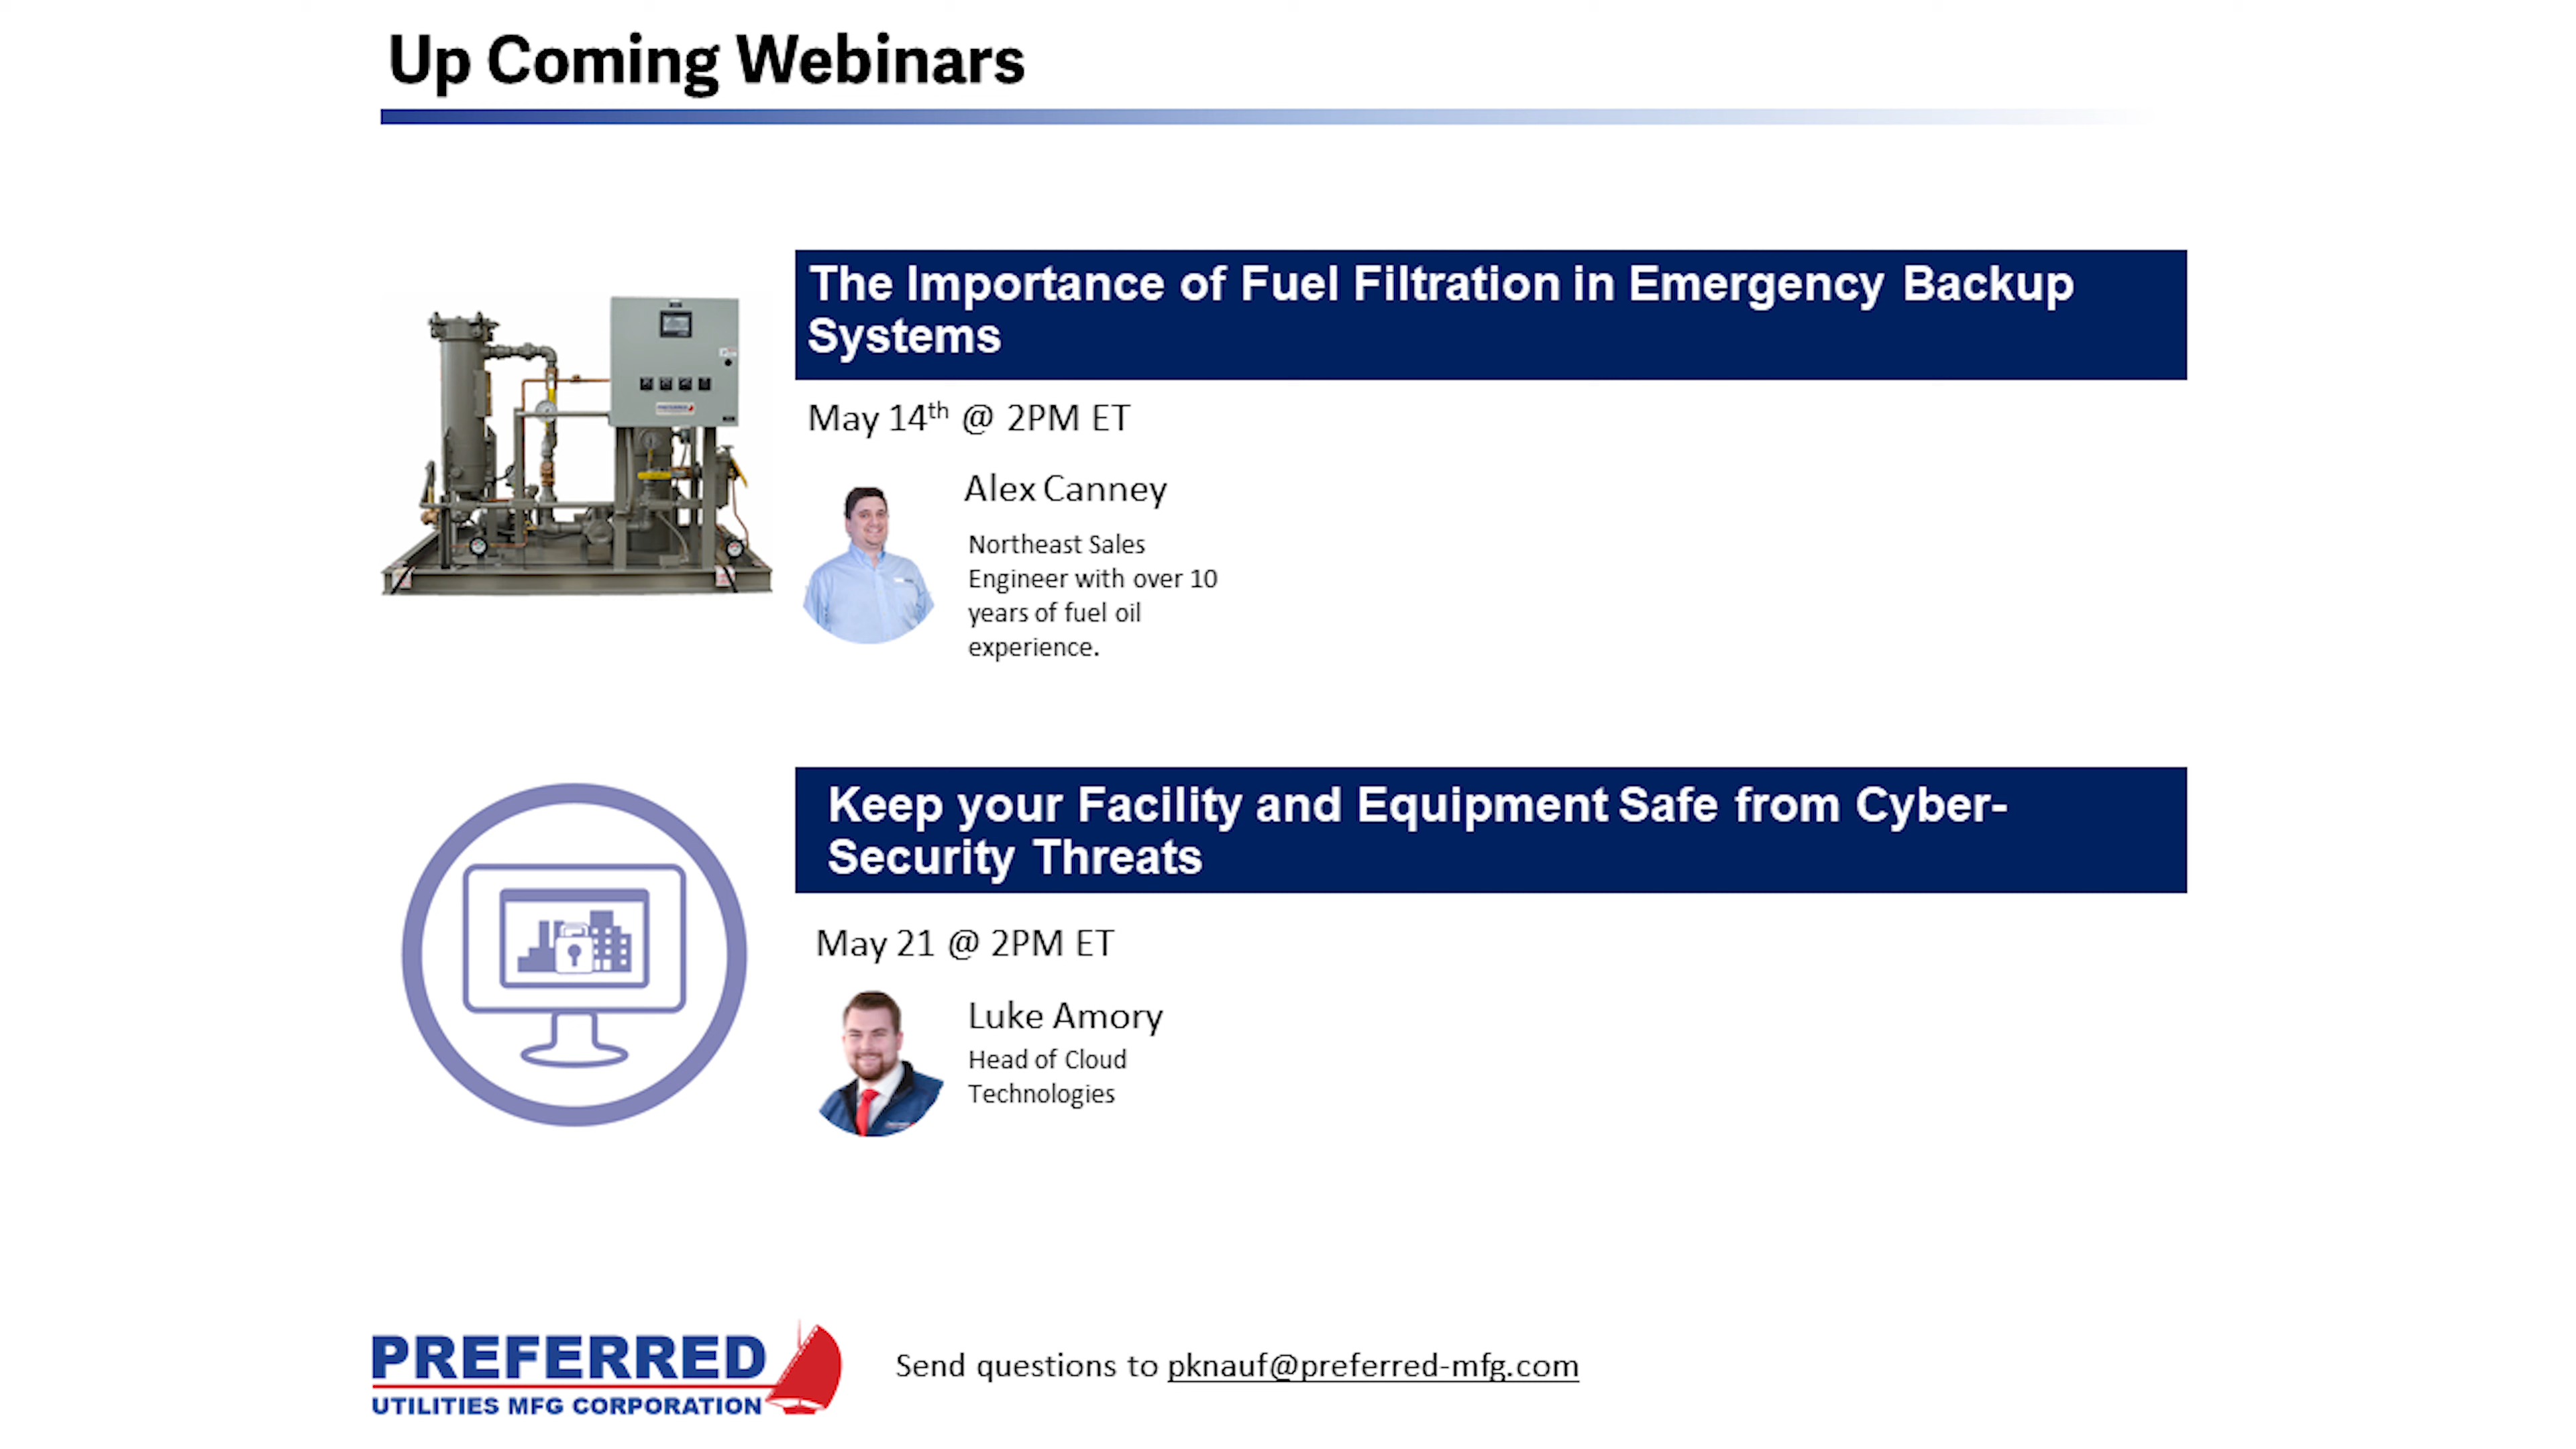 Up Coming Webinars
The Importance of Fuel Filtration in Emergency Backup
Systems
May 14th @ 2PM ET
Alex Canney
Northeast Sales
Engineer with over 10
years of fuel oil
experience.
Keep your Facility and Equipment Safe from Cyber-
Security Threats
May 21 @ 2PM ET
Luke Amory
Head of Cloud
Technologies
PREFERRED
UTILITIES MFG CORPORATION
Send questions to pknauf@preferred-mfg.com